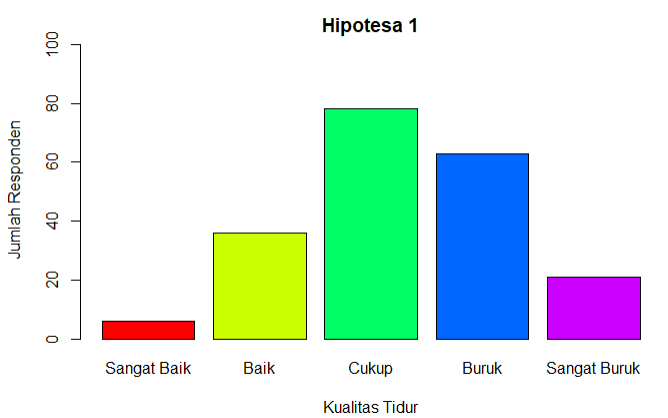 Hipotesa 1
Jumlah Responden
100
80
60
40
20
0
Sangat Baik
Baik
Cukup
Buruk
Sangat Buruk
Kualitas Tidur